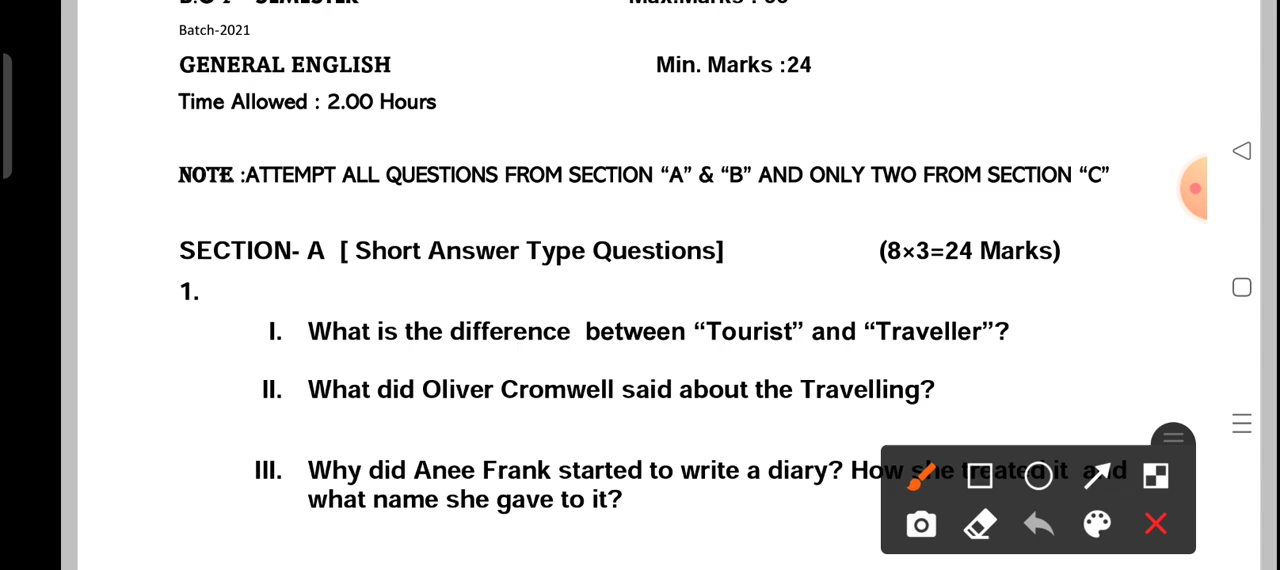 Batch-2021
GENERAL ENGLISH Min. Marks :24
Time Allowed : 2.00 Hours
NOTE :ATTEMPT ALL QUESTIONS FROM SECTION “A” & “B” AND ONLY TWO FROM SECTION “C”
SECTION- A [ Short Answer Type Questions] (8×3=24 Marks)
1.
I. What is the difference between “Tourist” and “Traveller”?
II. What did Oliver Cromwell said about the Travelling?
III. Why did Anee Frank started to write a diary? How she treated it and
what name she gave to it?